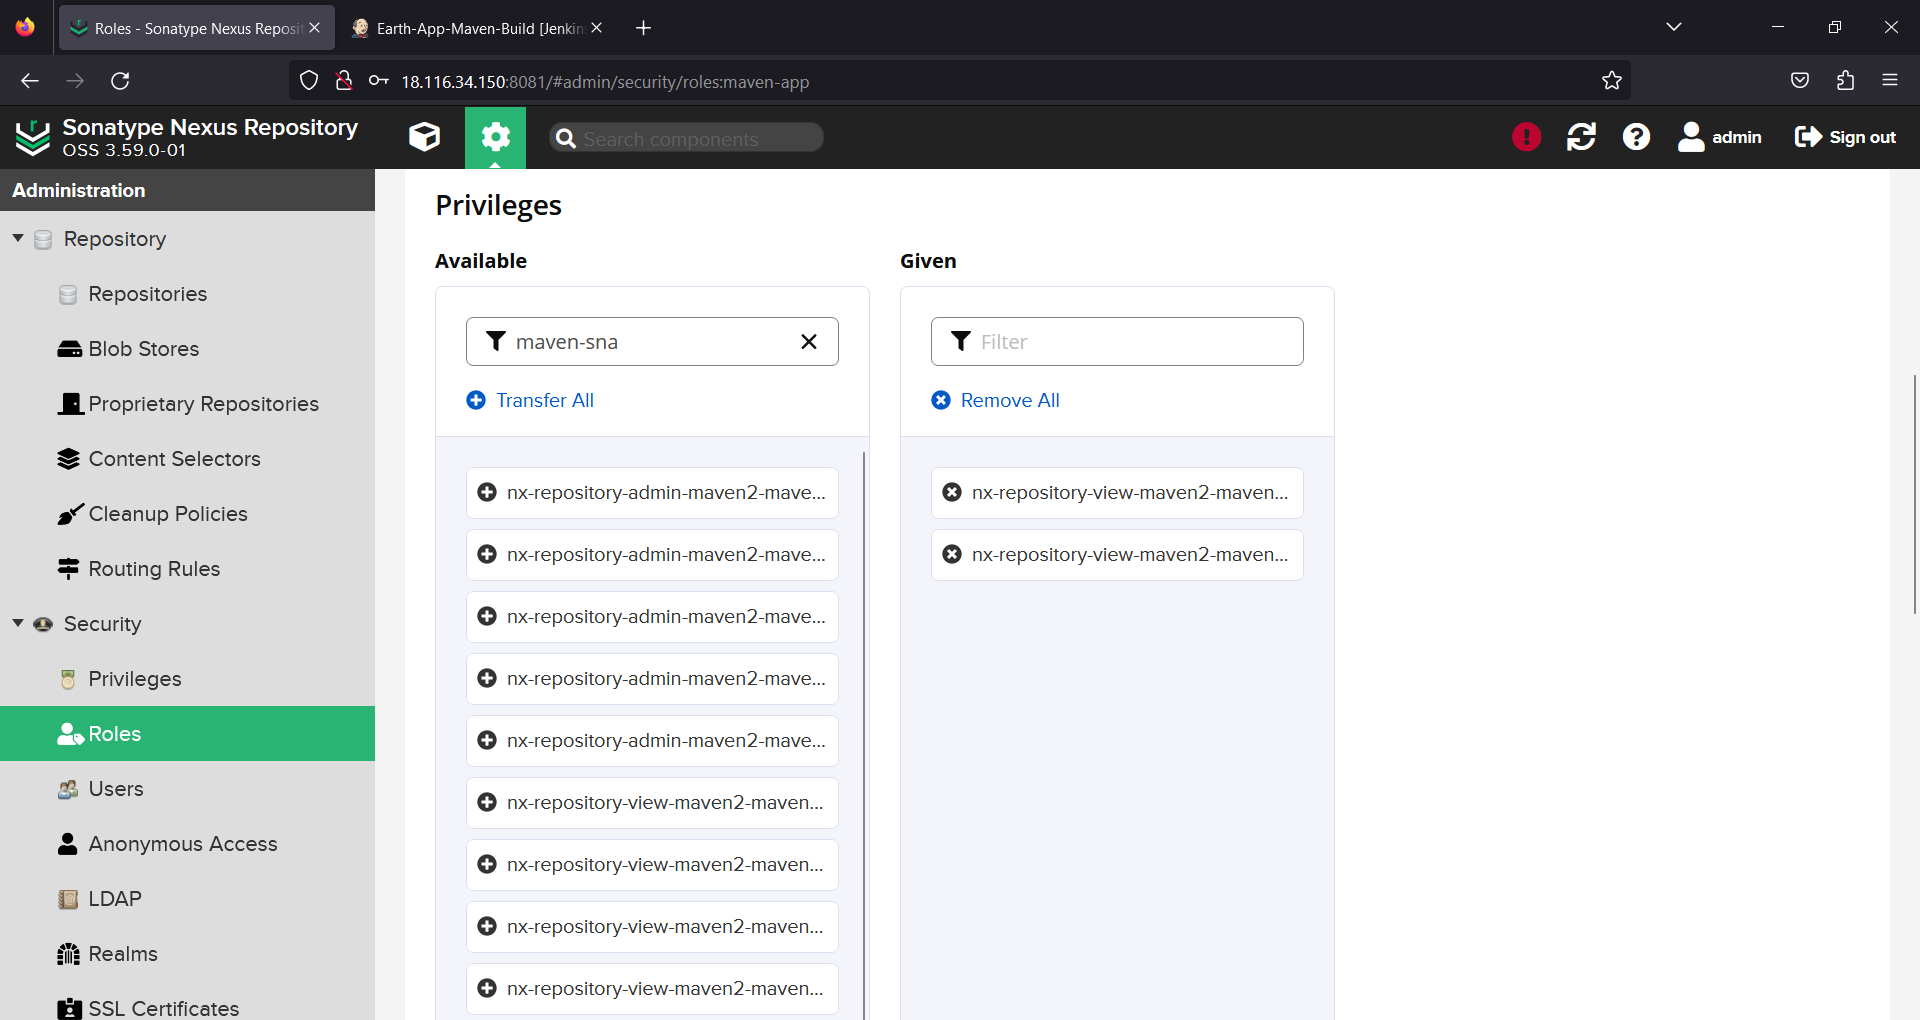 Roles - Sonatype Nexus Reposit
Earth-App-Maven-Build [Jenkin
18.116.34.150:8081/#admin/security/roles:maven-app
Sonatype Nexus Repository
OSS 3.59.0-01
Search components
admin
Sign out
Administration
Repository
Repositories
Blob Stores
Proprietary Repositories
Content Selectors
Cleanup Policies
Routing Rules
Security
Privileges
Roles
Users
Anonymous Access
LDAP
Realms
SSL Certificates
Privileges
Available
maven-sna
Transfer All
nx-repository-admin-maven2-mave...
nx-repository-admin-maven2-mave...
nx-repository-admin-maven2-mave...
nx-repository-admin-maven2-mave...
nx-repository-admin-maven2-mave...
nx-repository-view-maven2-maven...
nx-repository-view-maven2-maven...
nx-repository-view-maven2-maven...
nx-repository-view-maven2-maven...
Given
Filter
Remove All
nx-repository-view-maven2-maven...
nx-repository-view-maven2-maven...